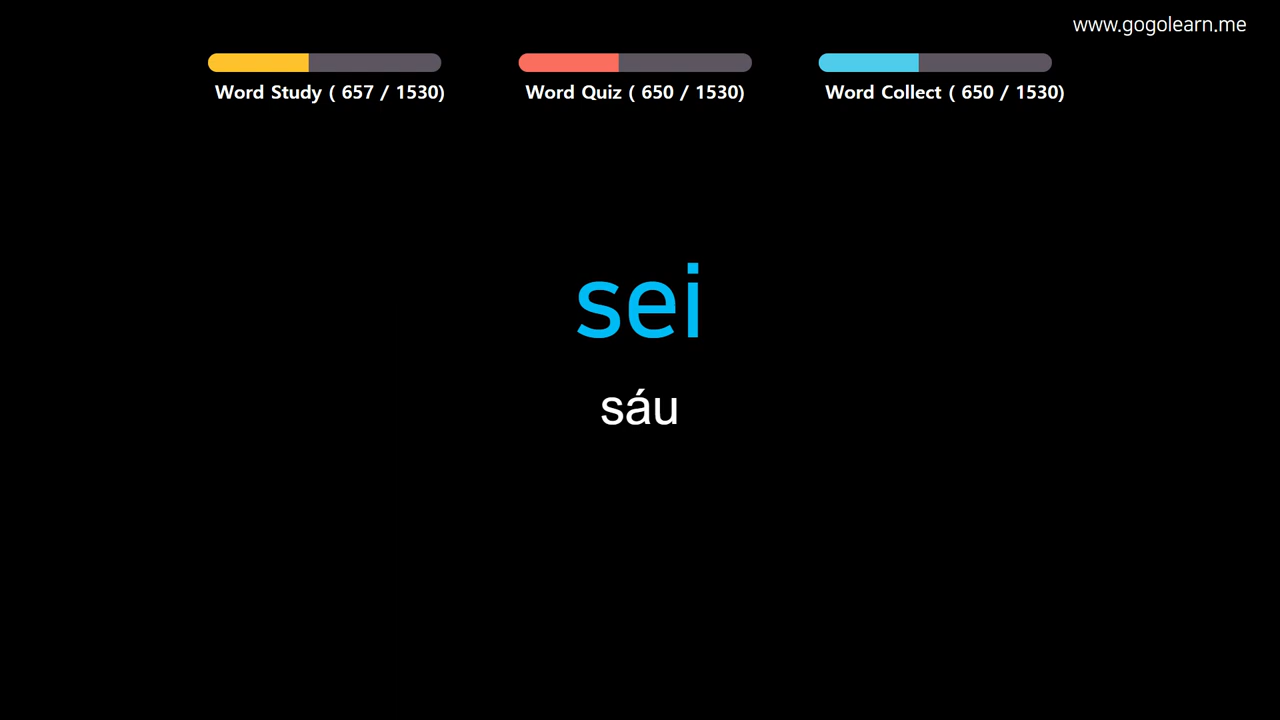 www.gogolearn.me
Word Study ( 657 / 1530)
Word Quiz ( 650 / 1530)
Word Collect ( 650 / 1530)
sei
sáu